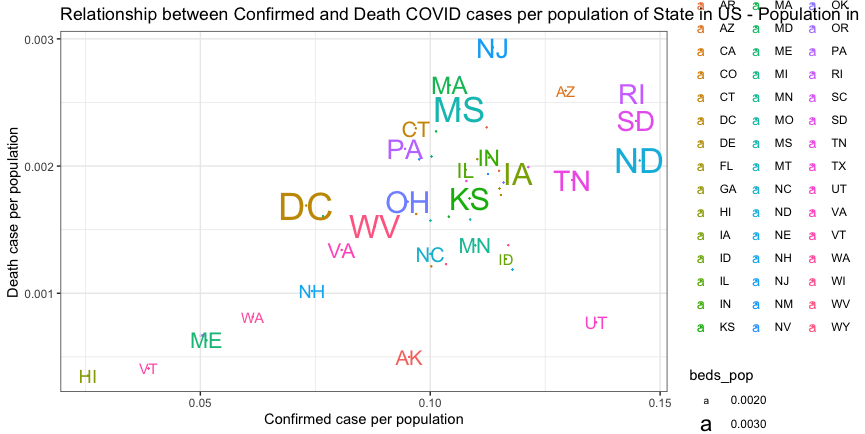 Relationship between Confirmed and Death COVID cases per population of State in US - Population in
AR MA OK
a AZ a MD a OR
a CA a ME a PA
a CO a MI a RI
a CT a MN a SC
a DC a MO a SD
a DE a MS a TN
a FL a MT a TX
a GA a NC a UT
a HI a ND a VA
a IA a NE a VT
a ID a NH a WA
a IL a NJ a WI
a IN a NM a WV
a KS a NV a WY
beds_pop
a 0.0020
a 0.0030
Death case per population
0.003
0.002
0.001
NJ
MA
AZ
RI
MS
SD
CT
PA
IN
ND
IL
IA
TN
KS
OH
DC
WV
VA
MN
NC
ID
NH
WA
UT
ME
AK
VT
HI
0.05 0.10 0.15
Confirmed case per population